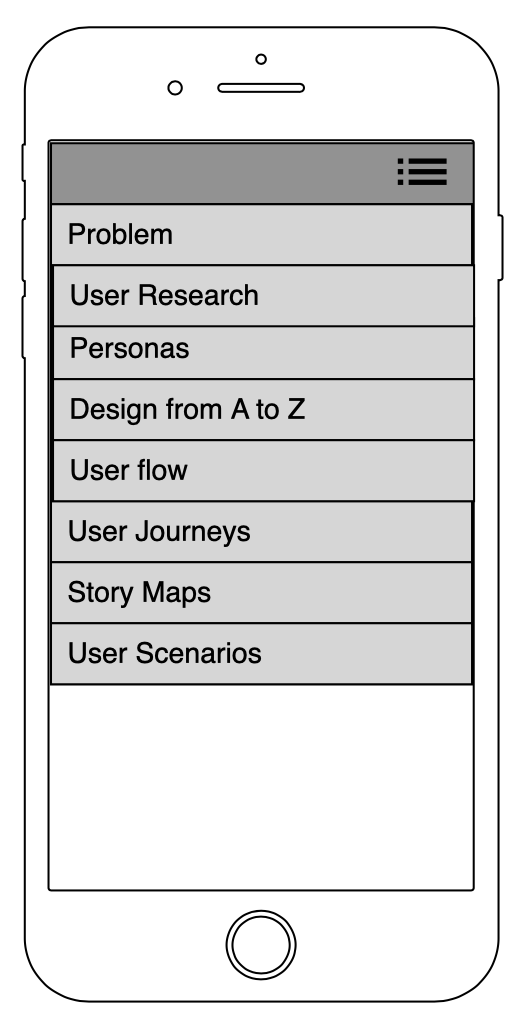 Problem
User Research
Personas
Design from A to Z
User flow
User Journeys
Story Maps
User Scenarios